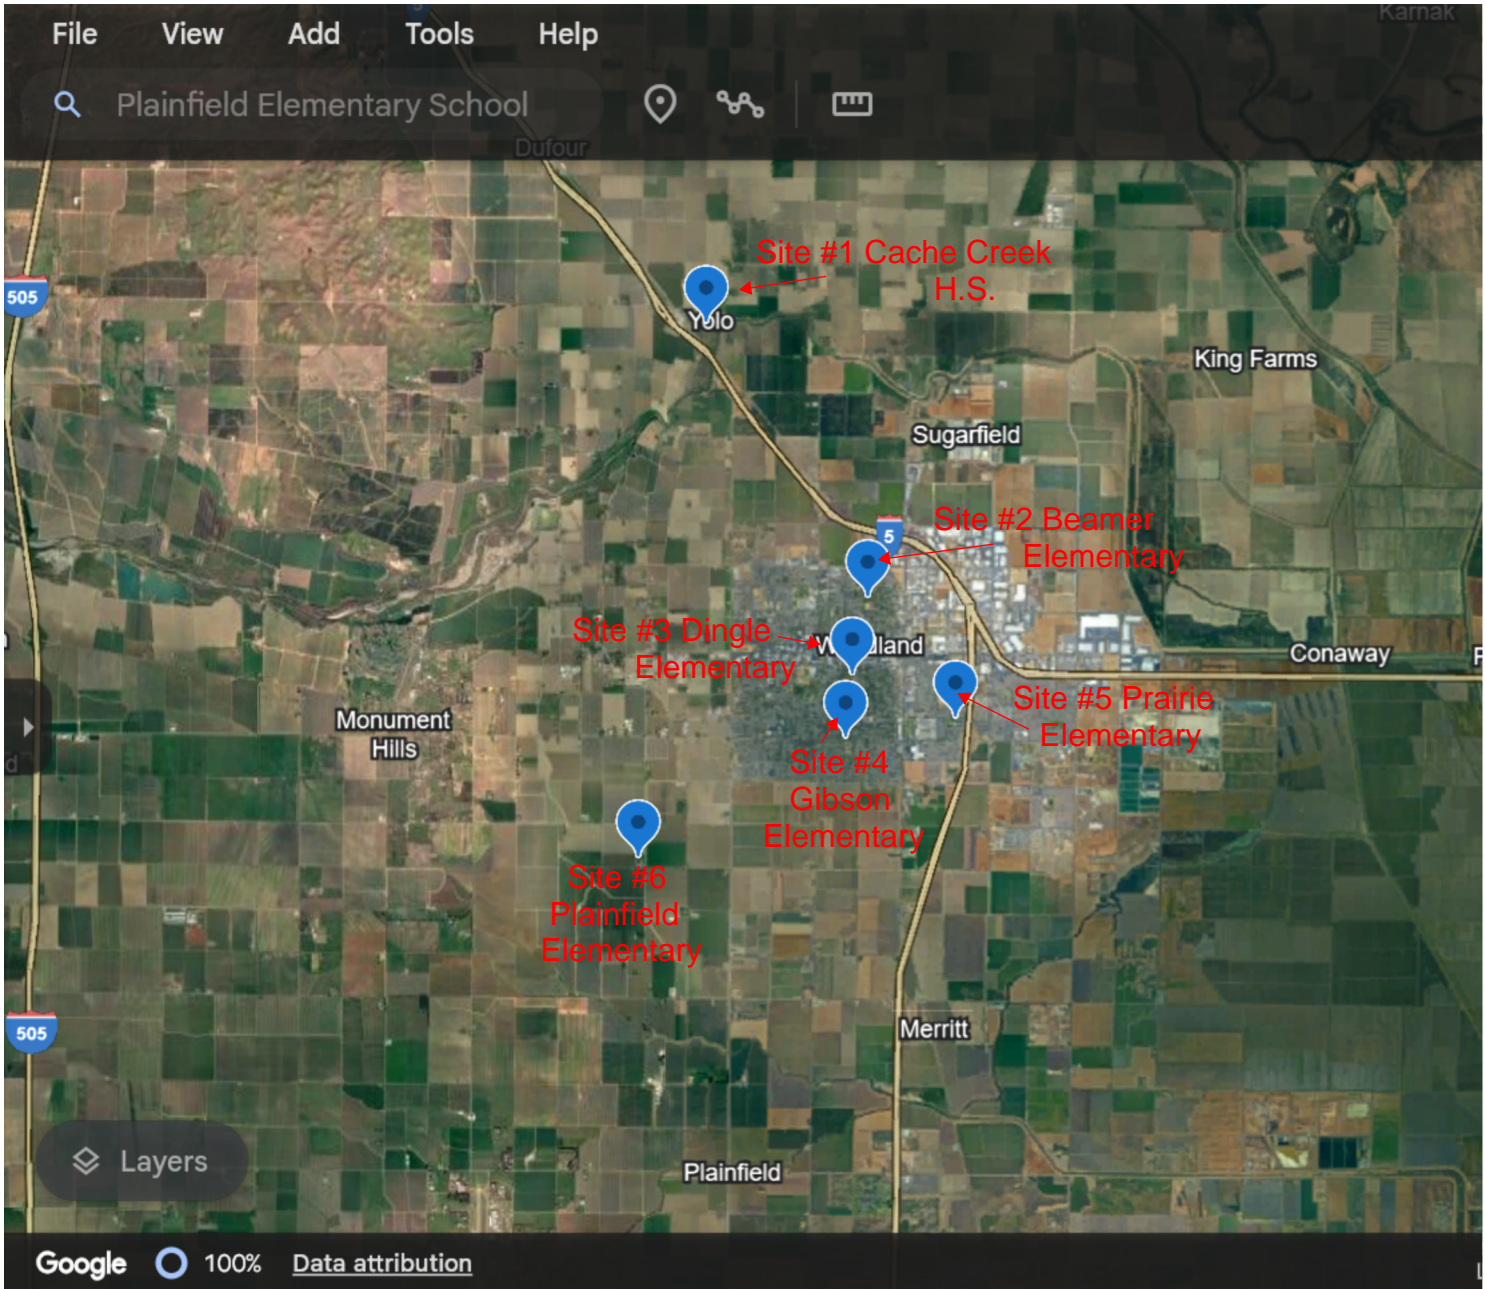 Karnak
File View Add Tools Help
Plainfield Elementary School
Dufour
Site #1 Cache Creek
H.S.
505
Yolo
King Farms
Sugarfield
5
Site #2 Beamer
Elementary
Site #3 Dingle
Elementary
Conaway
Site #5 Prairie
Elementary
Monument
Hills
Site #4
Gibson
Elementary
Site #6
Plainfield
Elementary
505
Merritt
Layers
Plainfield
Google 100% Data attribution